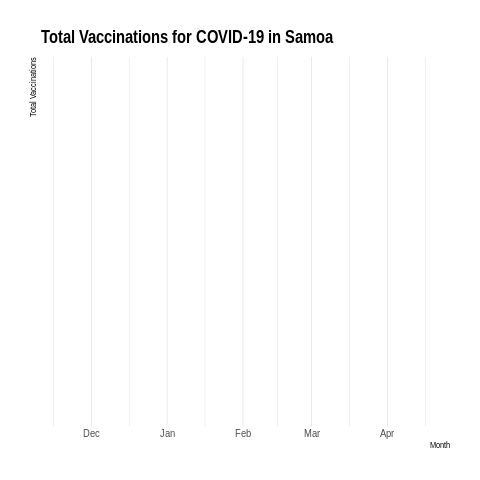 Total Vaccinations for COVID-19 in Samoa
Total Vaccinations
Dec Jan Feb Mar Apr
Month